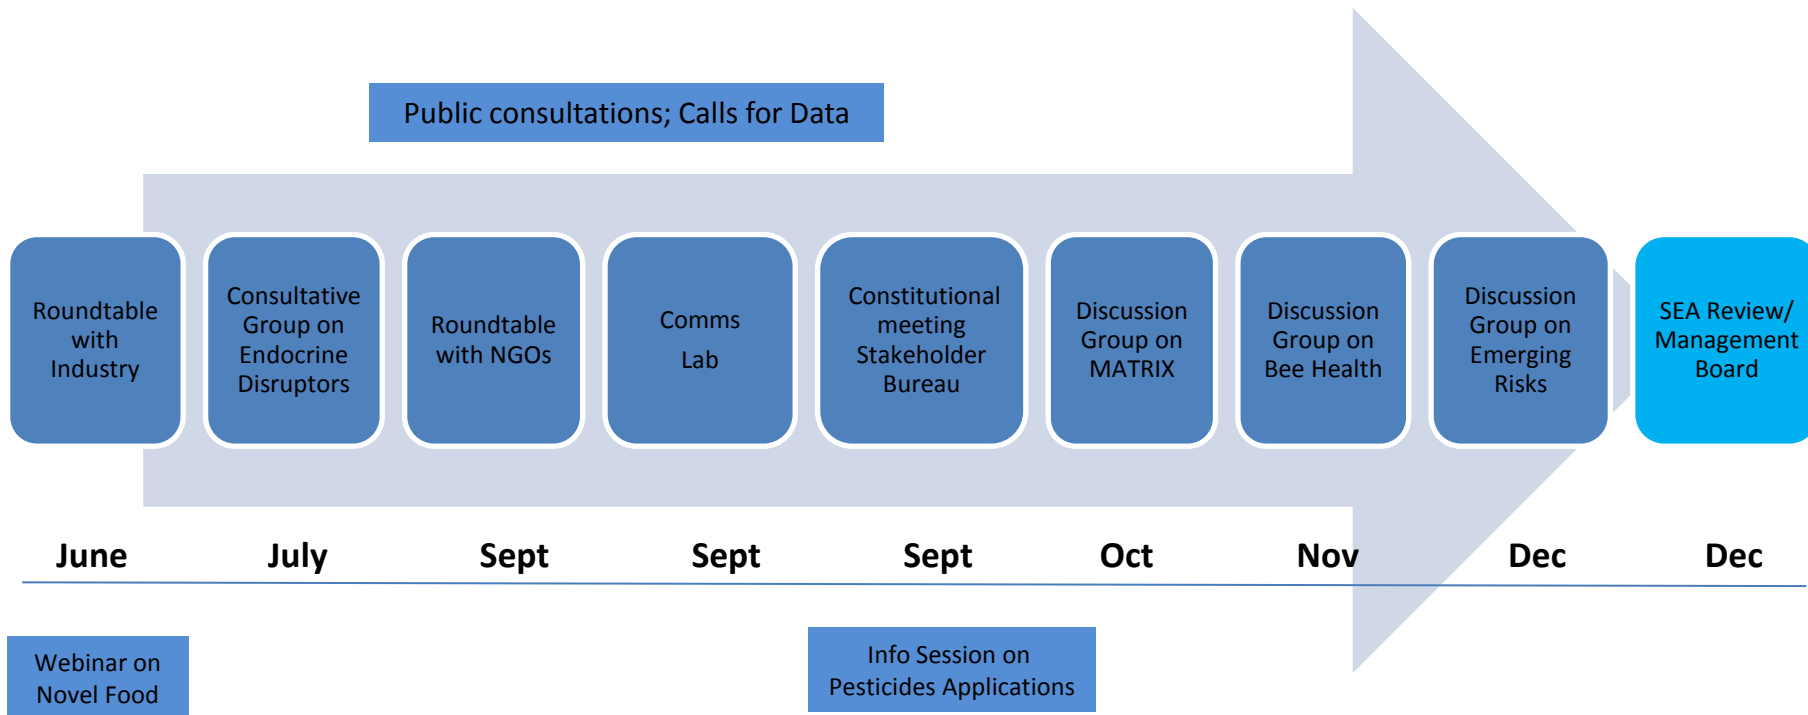 Public consultations; Calls for Data
Roundtable
with
Industry
Consultative
Group on
Endocrine
Disruptors
Roundtable
with NGOs
Comms
Lab
Constitutional
meeting
Stakeholder
Bureau
Discussion
Group on
MATRIX
Discussion
Group on
Bee Health
Discussion
Group on
Emerging
Risks
SEA Review/
Management
Board
June
July
Sept
Sept
Sept
Oct
Nov
Dec
Dec
Webinar on
Novel Food
Info Session on
Pesticides Applications